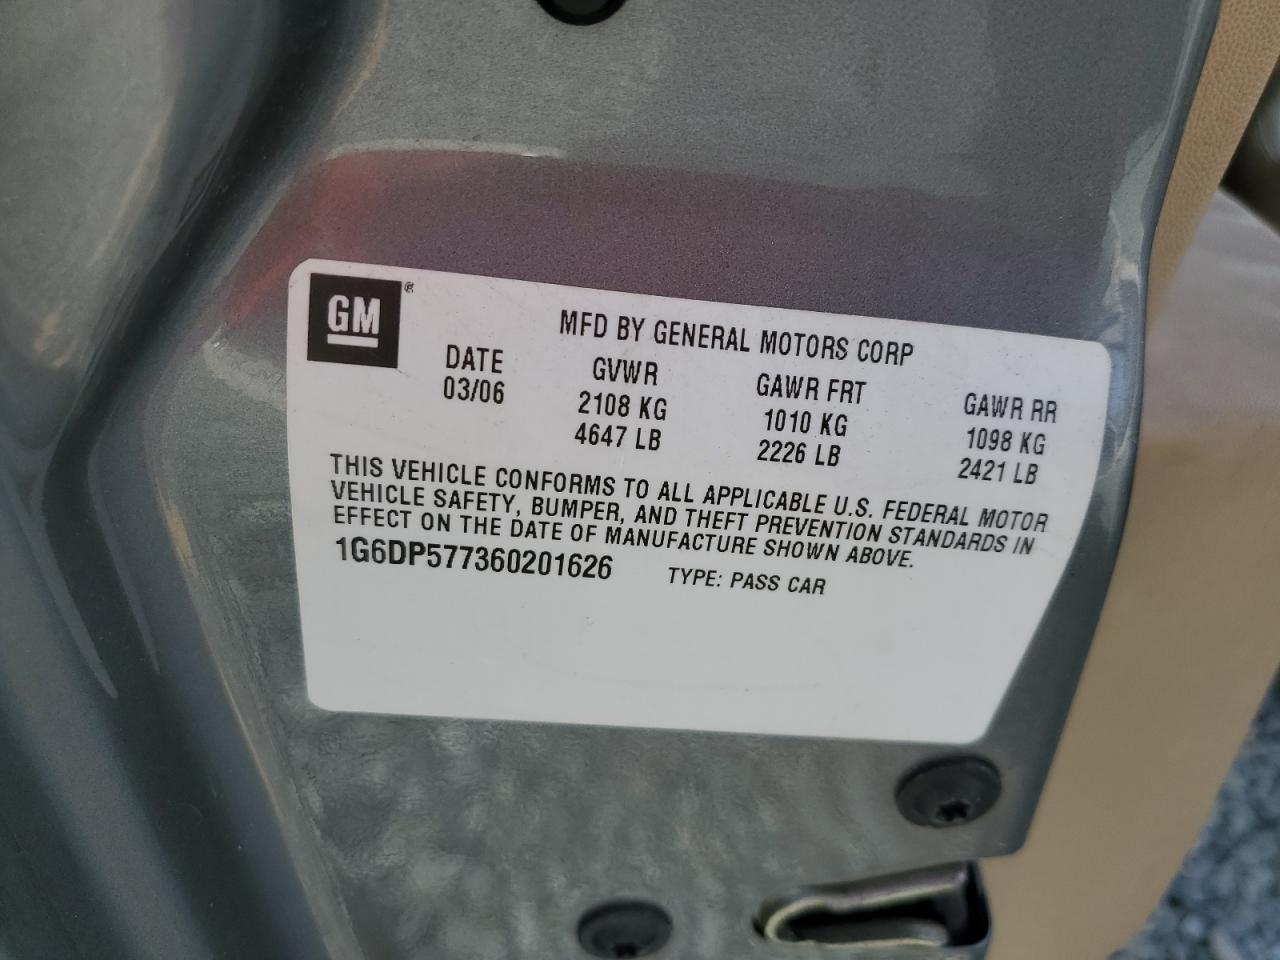 GM ®
MFD BY GENERAL MOTORS CORP
DATE GVWR GAWR FRT GAWR RR
03/06 2108 KG 1010 KG 1098 KG
4647 LB 2226 LB 2421 LB
THIS VEHICLE CONFORMS TO ALL APPLICABLE U.S. FEDERAL MOTOR
VEHICLE SAFETY, BUMPER, AND THEFT PREVENTION STANDARDS IN
EFFECT ON THE DATE OF MANUFACTURE SHOWN ABOVE.
1G6DP577360201626 TYPE: PASS CAR